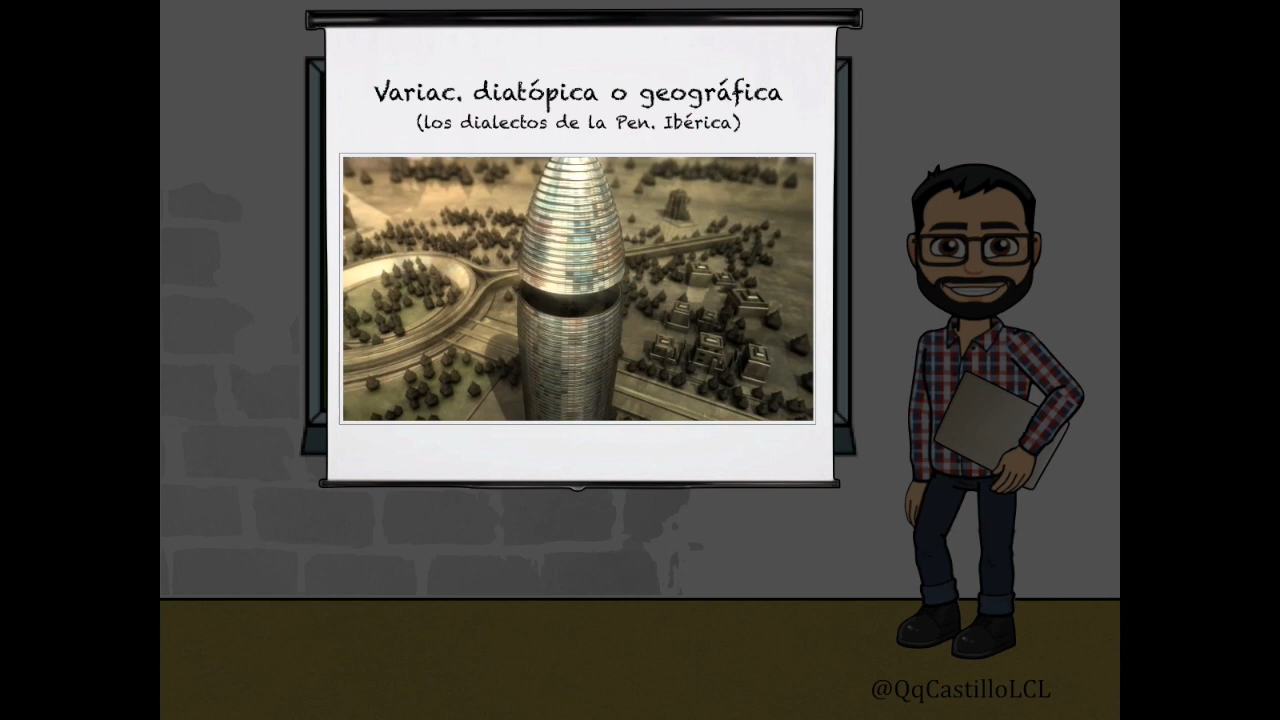 Variac. diatópica o geográfica
(los dialectos de la Pen. Ibérica)
@QqCastilloLCL